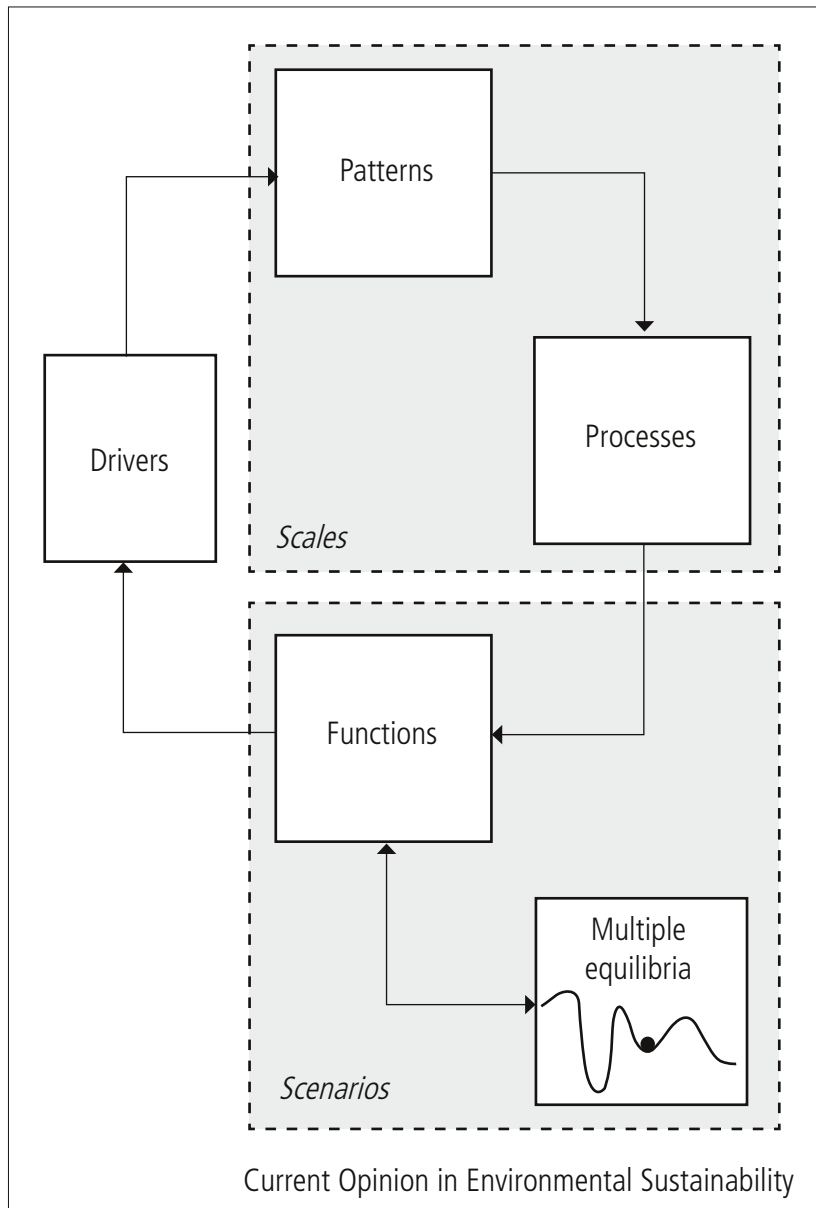 Patterns
Drivers
Processes
Scales
Functions
Multiple
equilibria
Scenarios
Current Opinion in Environmental Sustainability